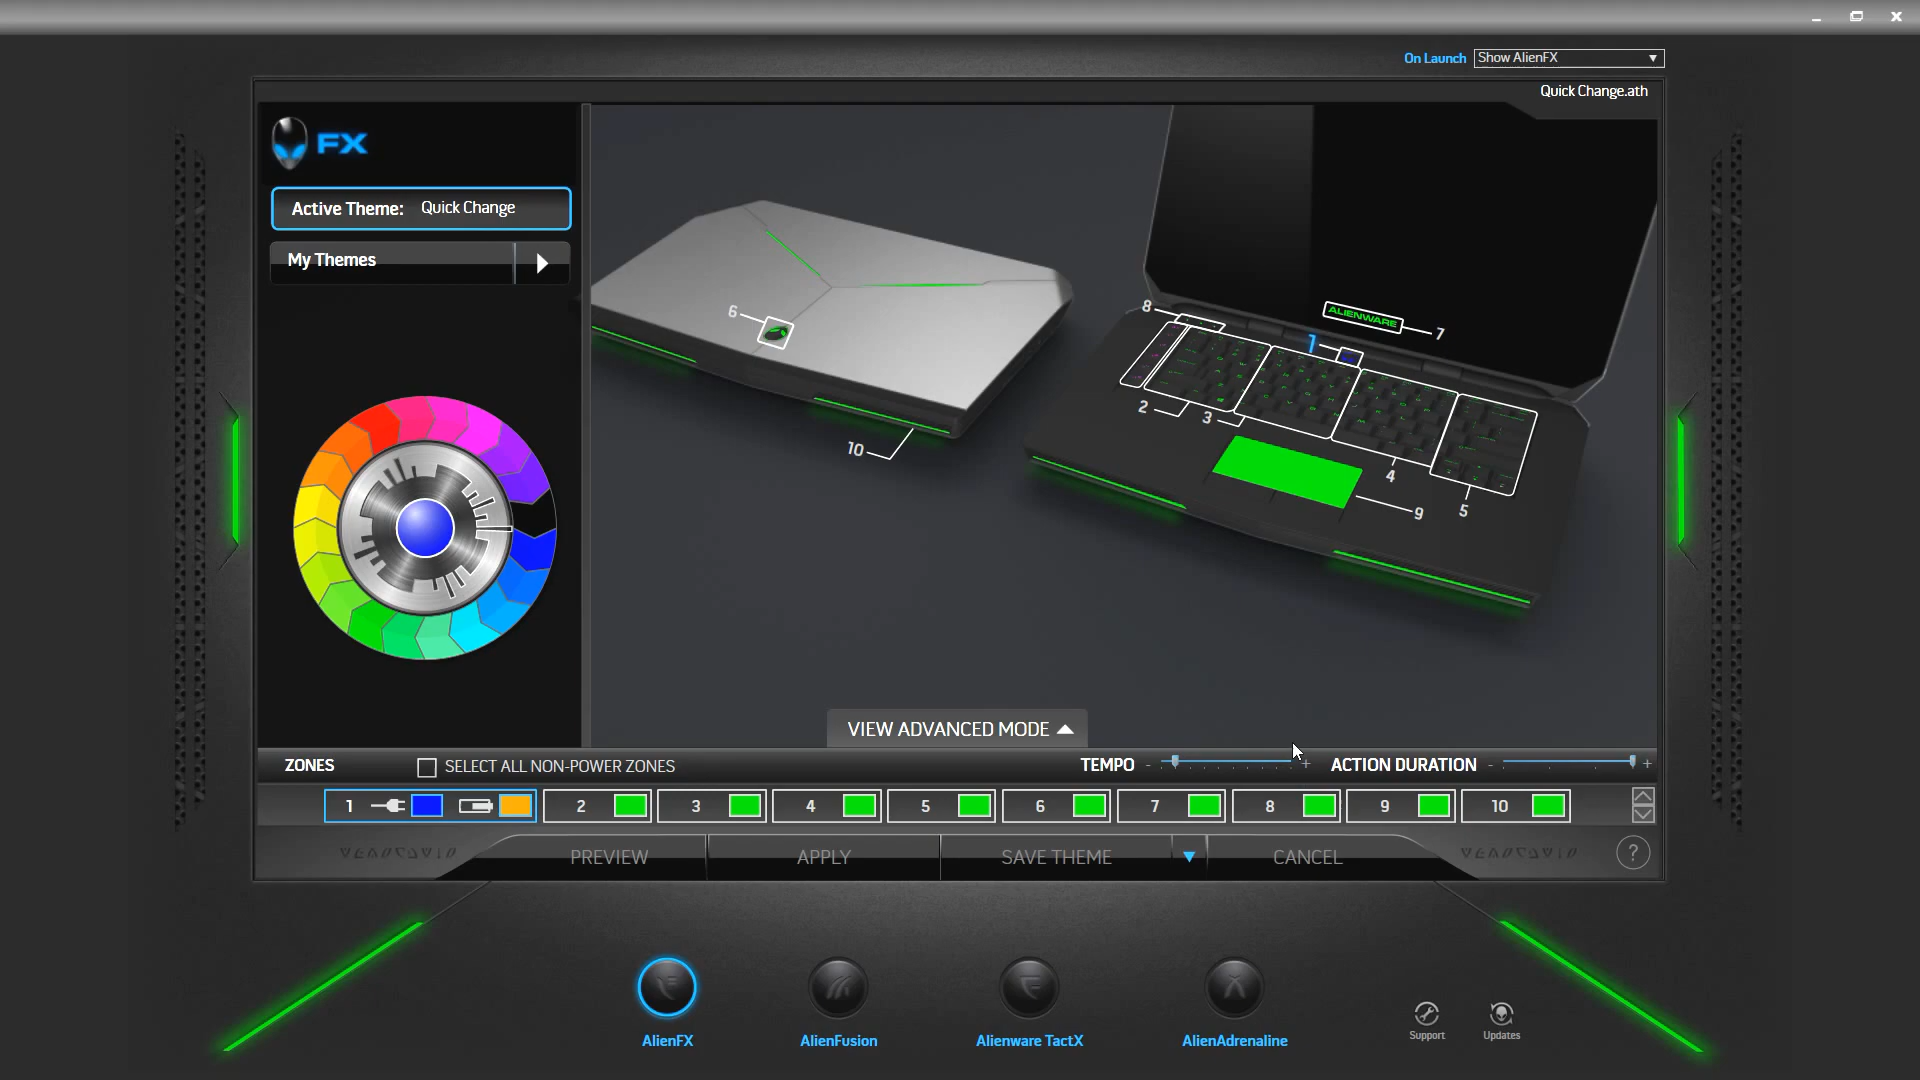 On Launch Show AlienFX
Quick Change.ath
FX
Active Theme: Quick Change
My Themes
6
10
8
ALIENWARE
7
1
2
3
4
5
9
VIEW ADVANCED MODE
ZONES
SELECT ALL NON-POWER ZONES
TEMPO - +
ACTION DURATION - +
1 2 3 4 5 6 7 8 9 10
PREVIEW APPLY SAVE THEME CANCEL ?
AlienFX AlienFusion Alienware TactX AlienAdrenaline
Support Updates